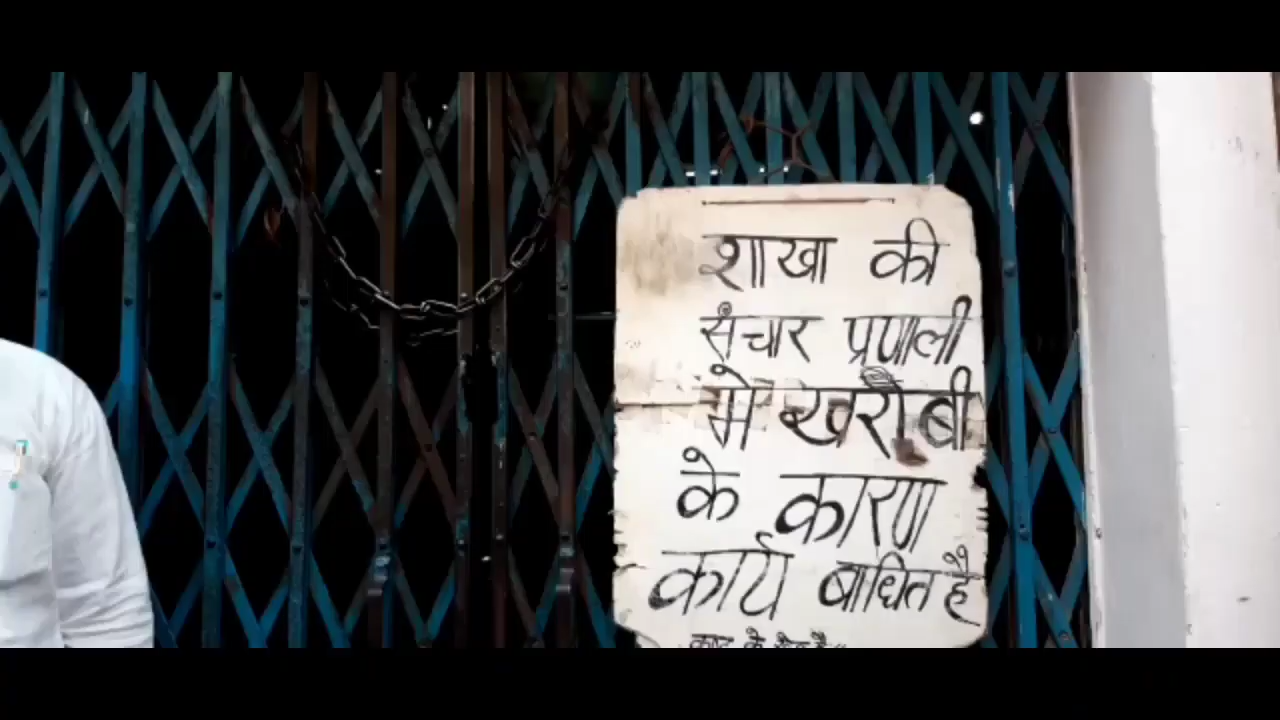 शाखा की
संचार प्रणाली
में खराबी
के कारण
कार्य बाधित है